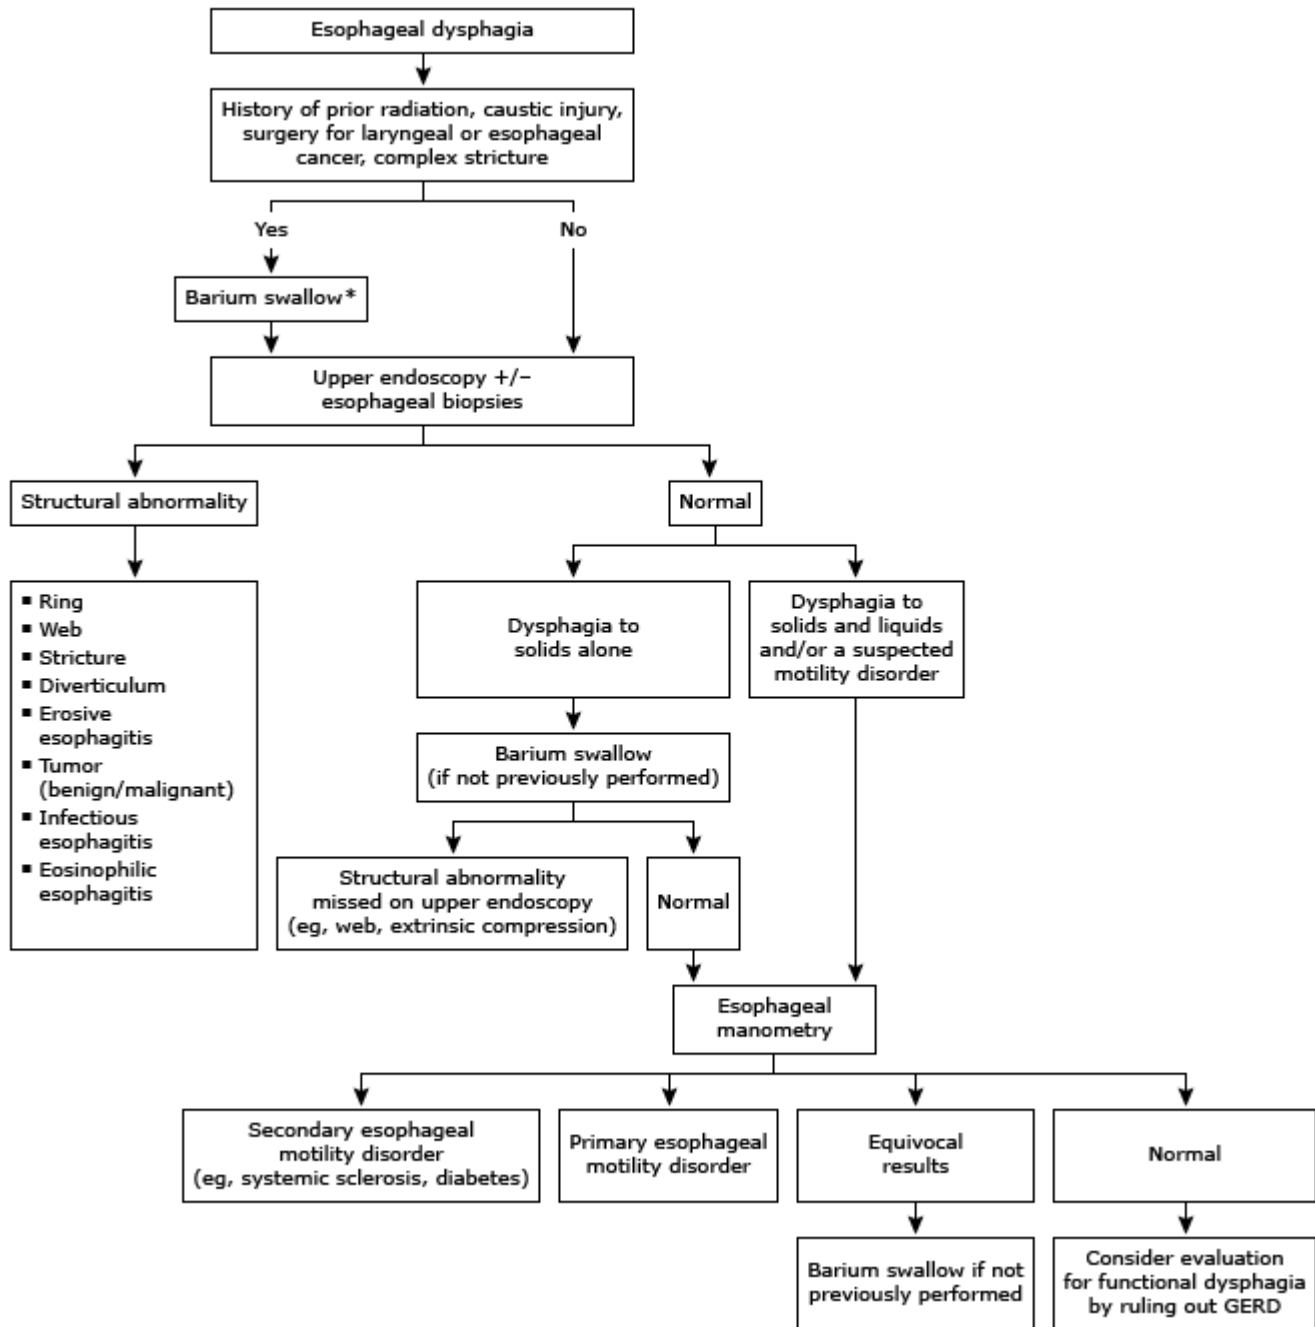 Esophageal dysphagia
History of prior radiation, caustic injury,
surgery for laryngeal or esophageal
cancer, complex stricture
Yes
No
Barium swallow*
Upper endoscopy +/−
esophageal biopsies
Structural abnormality
Normal
▪ Ring
▪ Web
▪ Stricture
▪ Diverticulum
▪ Erosive
esophagitis
▪ Tumor
(benign/malignant)
▪ Infectious
esophagitis
▪ Eosinophilic
esophagitis
Dysphagia to
solids alone
Dysphagia to
solids and liquids
and/or a suspected
motility disorder
Barium swallow
(if not previously performed)
Structural abnormality
missed on upper endoscopy
(eg, web, extrinsic compression)
Normal
Esophageal
manometry
Secondary esophageal
motility disorder
(eg, systemic sclerosis, diabetes)
Primary esophageal
motility disorder
Equivocal
results
Normal
Barium swallow if not
previously performed
Consider evaluation
for functional dysphagia
by ruling out GERD